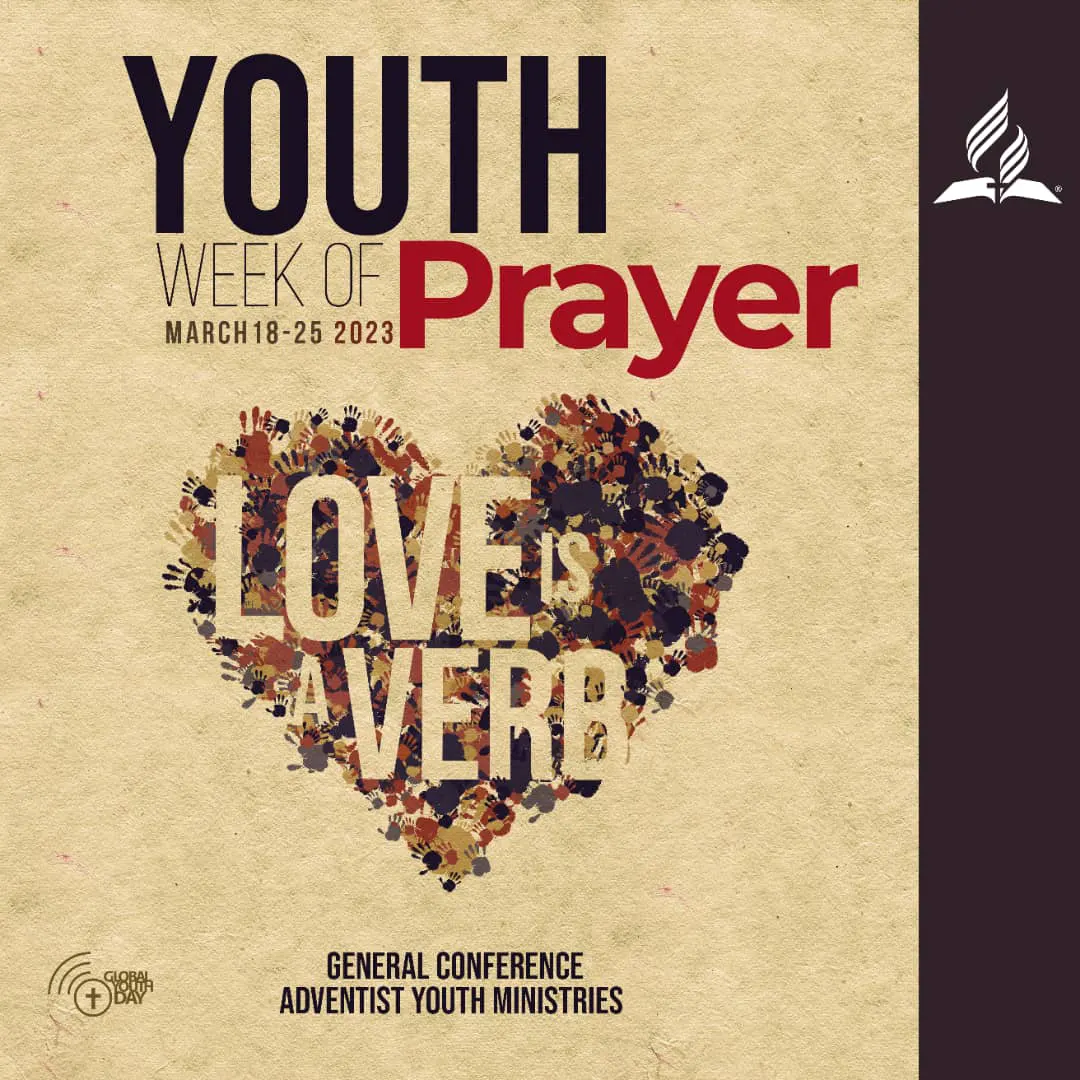 YOUTH
WEEK OF Prayer
MARCH 18-25 2023
LOVE IS
A VERB
GLOBAL
YOUTH
DAY
GENERAL CONFERENCE
ADVENTIST YOUTH MINISTRIES
®